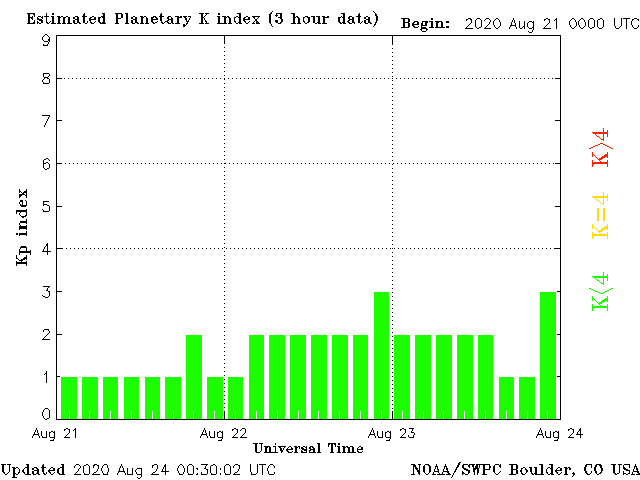 Estimated Planetary K index (3 hour data) Begin: 2020 Aug 21 0000 UTC
9
8
7
6
5
4
3
2
1
0
Kp index
K>4
K=4
K<4
Aug 21 Aug 22 Aug 23 Aug 24
Universal Time
Updated 2020 Aug 24 00:30:02 UTC NOAA/SWPC Boulder, CO USA